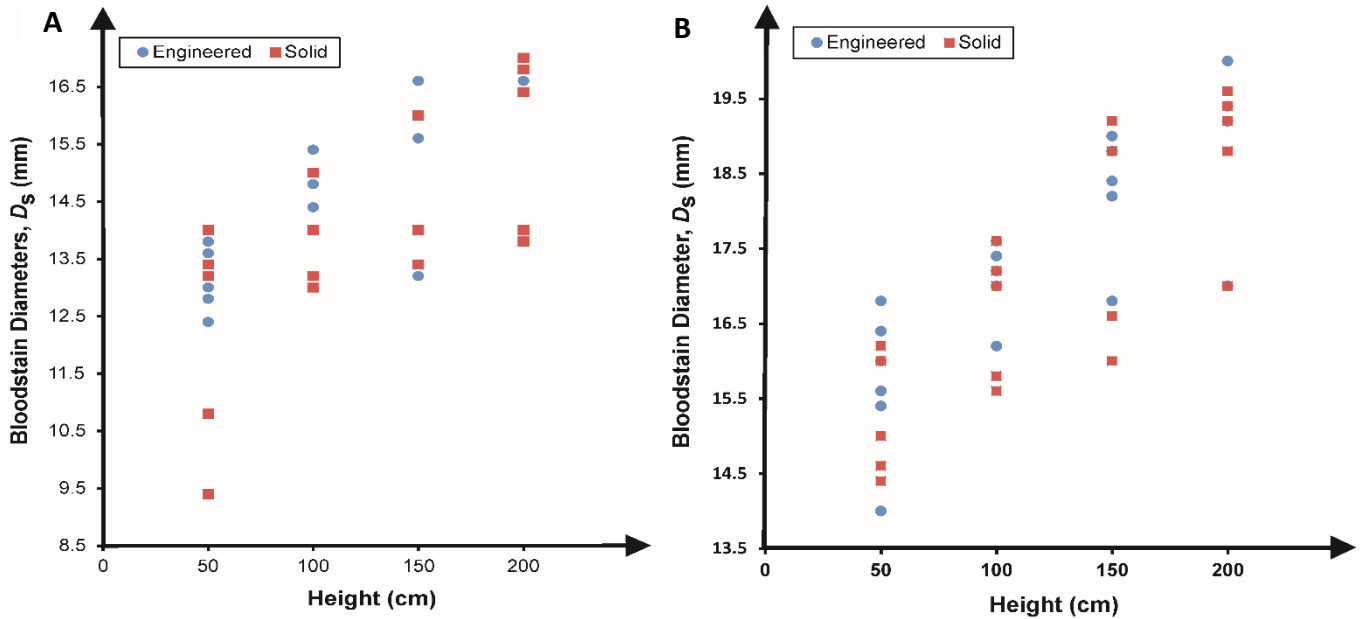 A
Engineered Solid
Bloodstain Diameters, Ds (mm)
16.5
15.5
14.5
13.5
12.5
11.5
10.5
9.5
8.5
0 50 100 150 200
Height (cm)
B
Engineered Solid
Bloodstain Diameter, Ds (mm)
19.5
18.5
17.5
16.5
15.5
14.5
13.5
0 50 100 150 200
Height (cm)